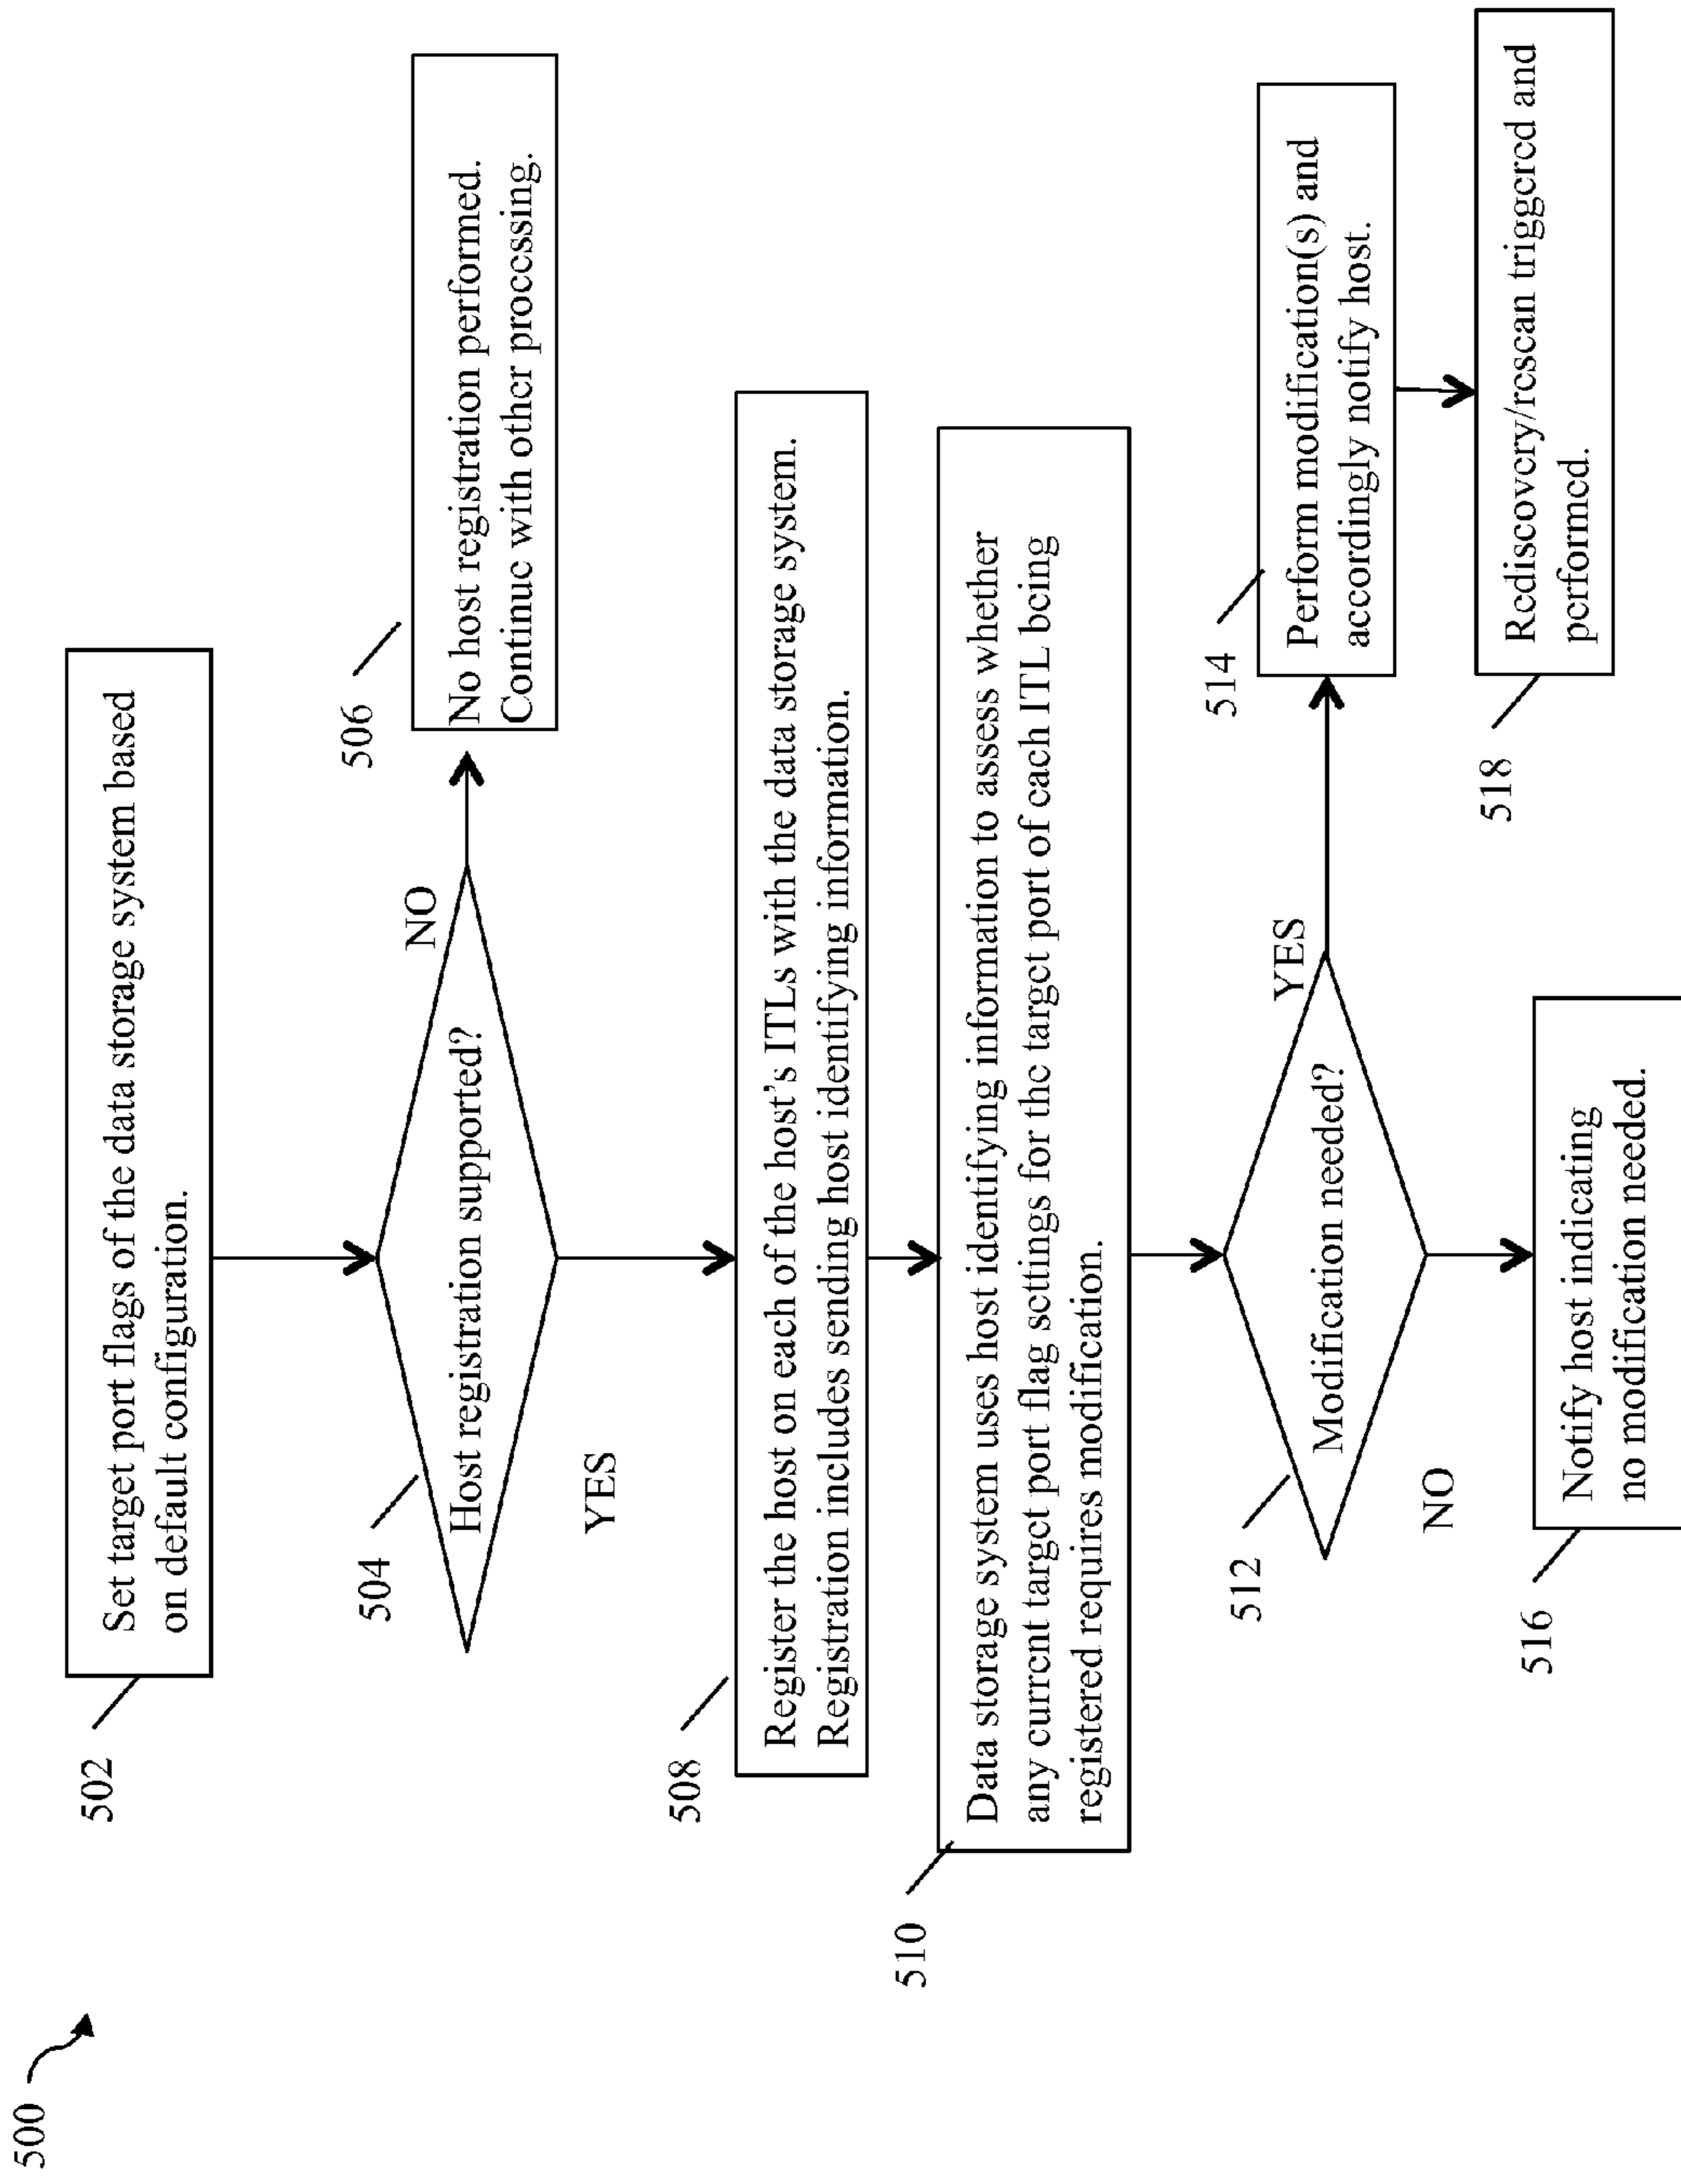 500
502
Set target port flags of the data storage system based
on default configuration.
504
Host registration supported?
NO
506
No host registration performed.
Continue with other processing.
YES
508
Register the host on each of the host's ITLs with the data storage system.
Registration includes sending host identifying information.
510
Data storage system uses host identifying information to assess whether
any current target port flag settings for the target port of each ITL being
registered requires modification.
512
Modification needed?
YES
514
Perform modification(s) and
accordingly notify host.
NO
516
Notify host indicating
no modification needed.
518
Rediscovery/rescan triggered and
performed.